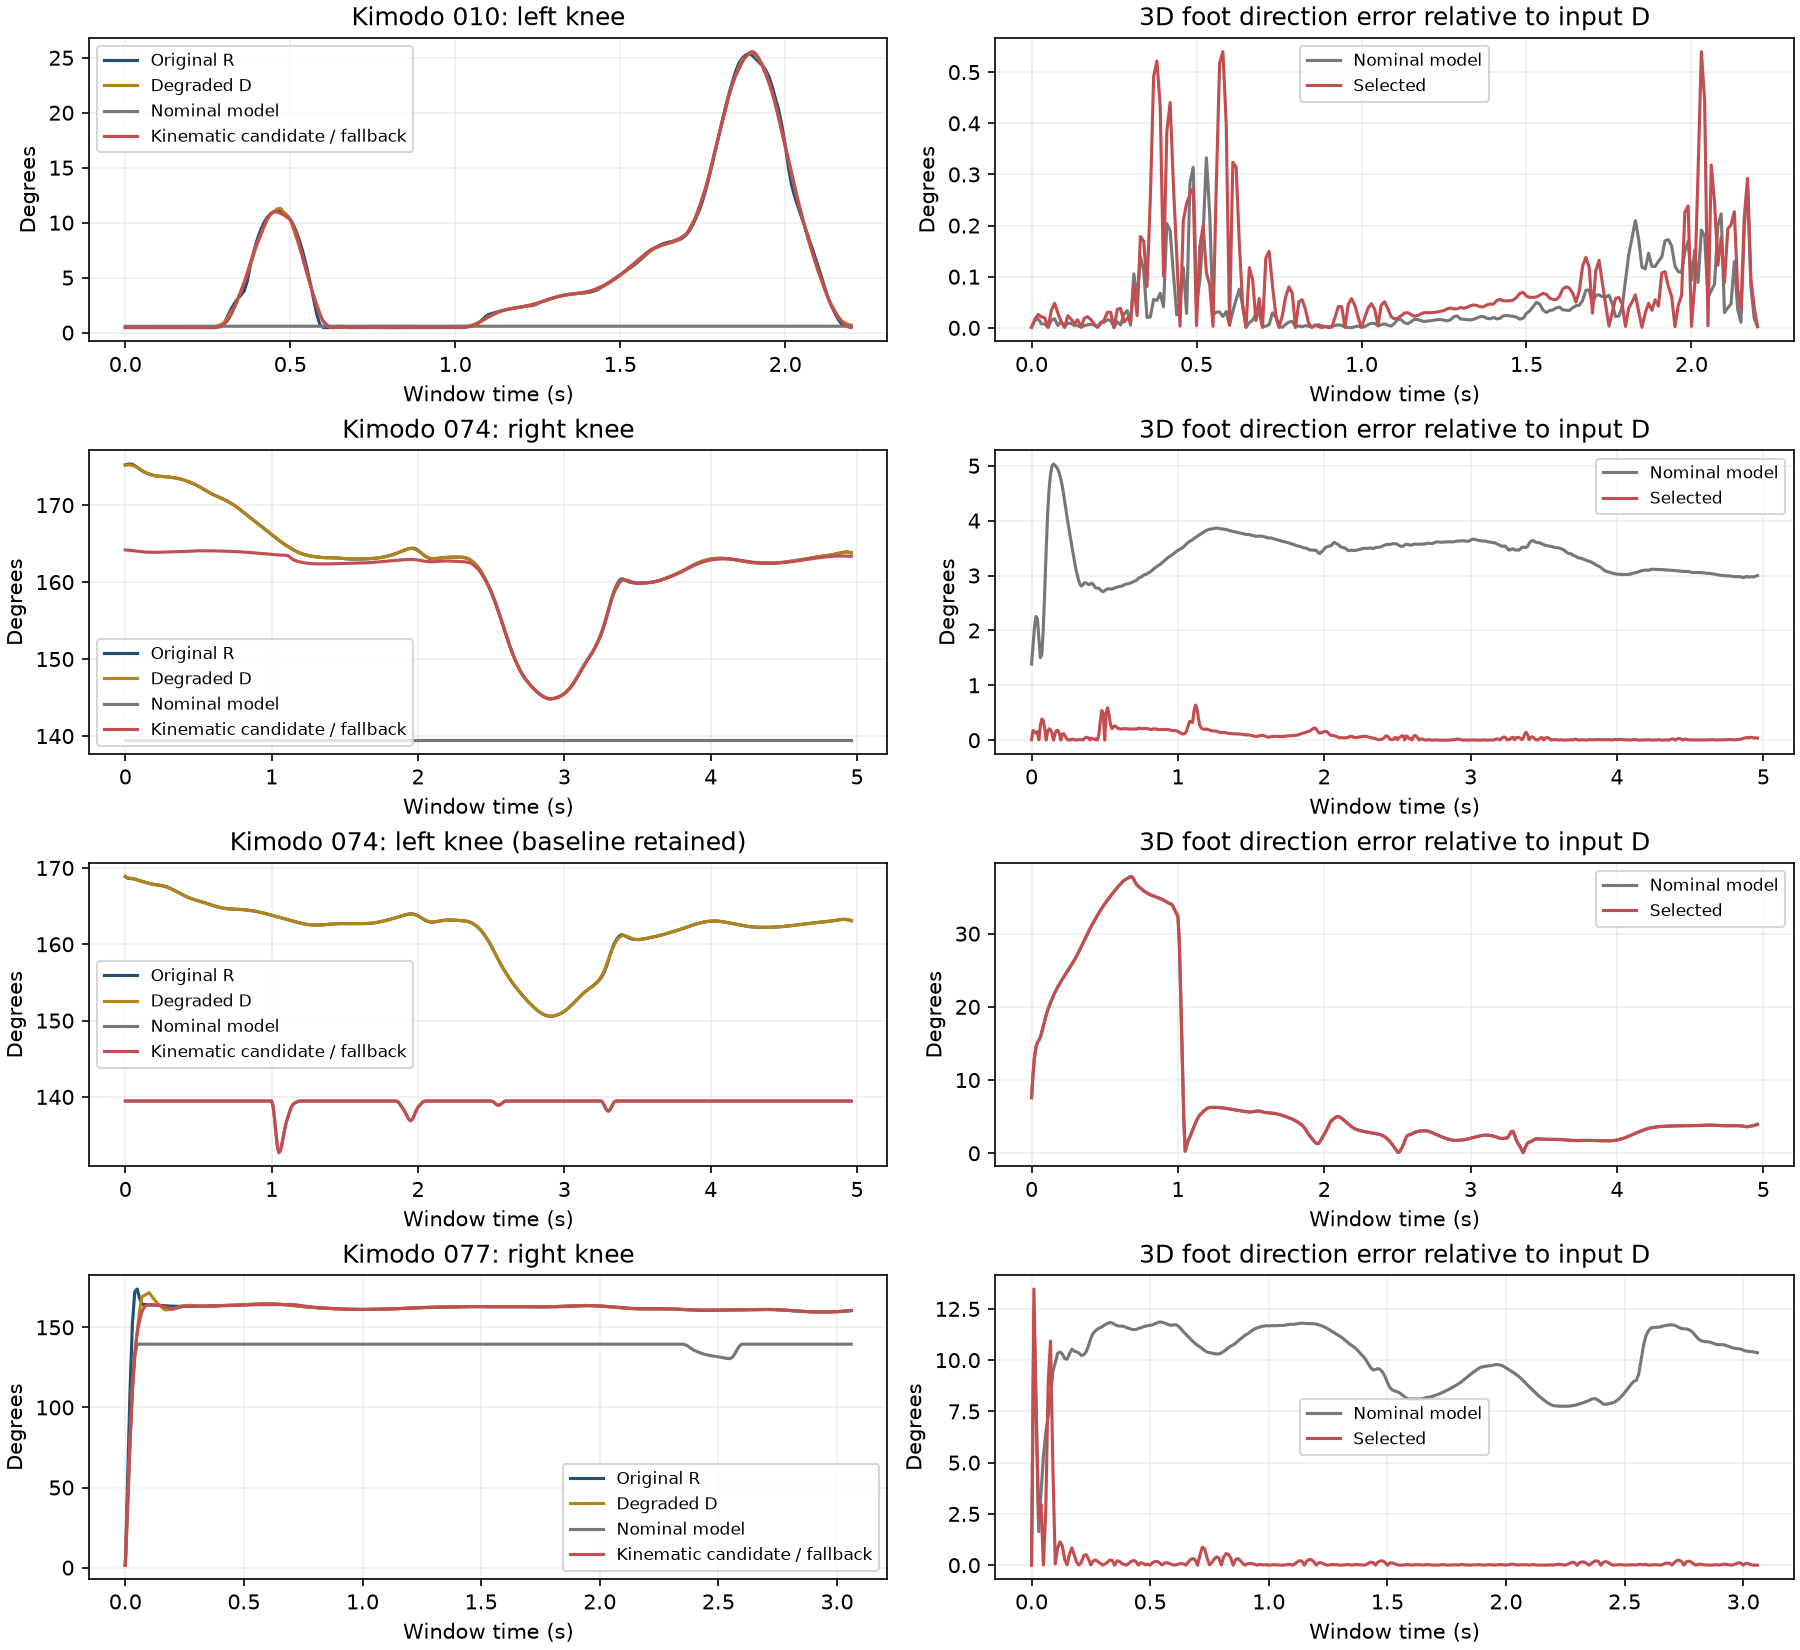 Kimodo 010: left knee
Degrees
25
20
15
10
5
0
Original R
Degraded D
Nominal model
Kinematic candidate / fallback
0.0 0.5 1.0 1.5 2.0
Window time (s)
3D foot direction error relative to input D
Degrees
0.5
0.4
0.3
0.2
0.1
0.0
Nominal model
Selected
0.0 0.5 1.0 1.5 2.0
Window time (s)
Kimodo 074: right knee
Degrees
170
160
150
140
Original R
Degraded D
Nominal model
Kinematic candidate / fallback
0 1 2 3 4 5
Window time (s)
3D foot direction error relative to input D
Degrees
5
4
3
2
1
0
Nominal model
Selected
0 1 2 3 4 5
Window time (s)
Kimodo 074: left knee (baseline retained)
Degrees
170
160
150
140
Original R
Degraded D
Nominal model
Kinematic candidate / fallback
0 1 2 3 4 5
Window time (s)
3D foot direction error relative to input D
Degrees
30
20
10
0
Nominal model
Selected
0 1 2 3 4 5
Window time (s)
Kimodo 077: right knee
Degrees
150
100
50
0
Original R
Degraded D
Nominal model
Kinematic candidate / fallback
0.0 0.5 1.0 1.5 2.0 2.5 3.0
Window time (s)
3D foot direction error relative to input D
Degrees
12.5
10.0
7.5
5.0
2.5
0.0
Nominal model
Selected
0.0 0.5 1.0 1.5 2.0 2.5 3.0
Window time (s)